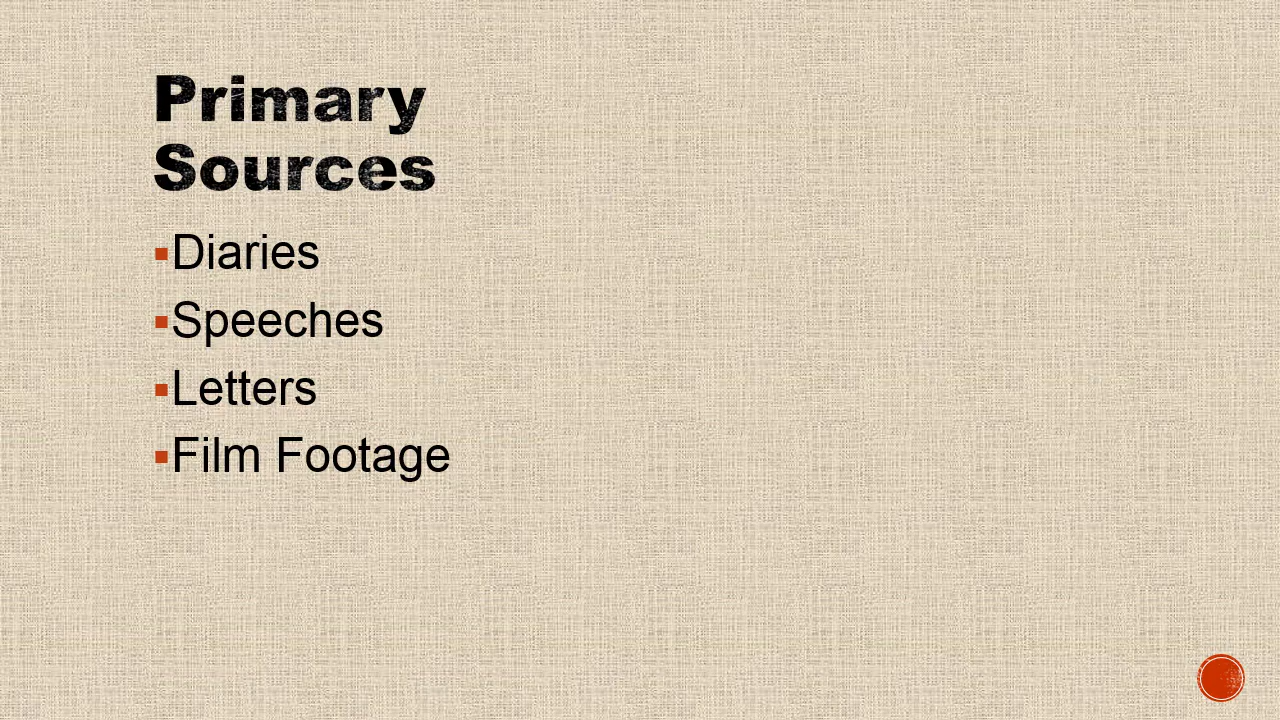 Primary
Sources
▪Diaries
▪Speeches
▪Letters
▪Film Footage